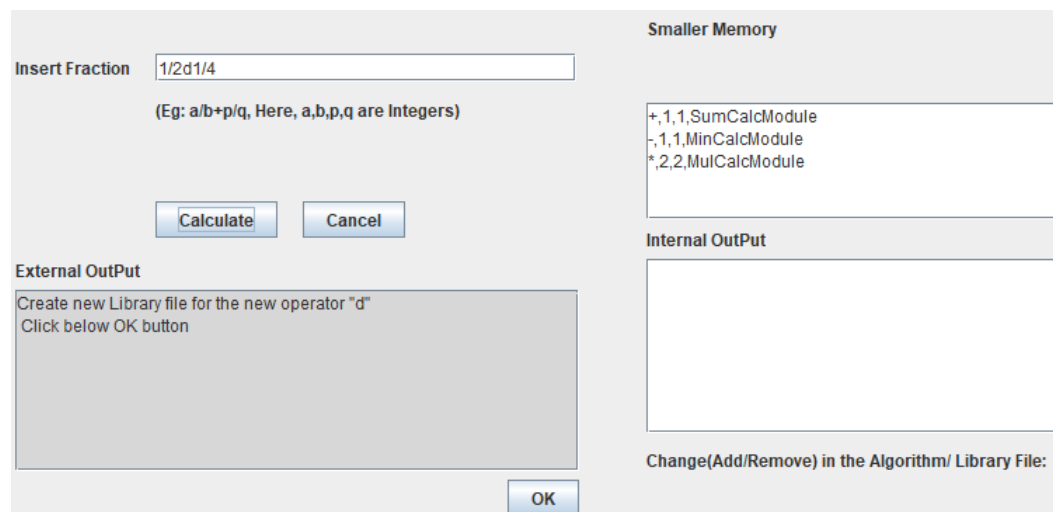 Smaller Memory
Insert Fraction 1/2d1/4
(Eg: a/b+p/q, Here, a,b,p,q are Integers)
+,1,1,SumCalcModule
-,1,1,MinCalcModule
*,2,2,MulCalcModule
Calculate Cancel
Internal OutPut
External OutPut
Create new Library file for the new operator "d"
Click below OK button
Change(Add/Remove) in the Algorithm/ Library File:
OK